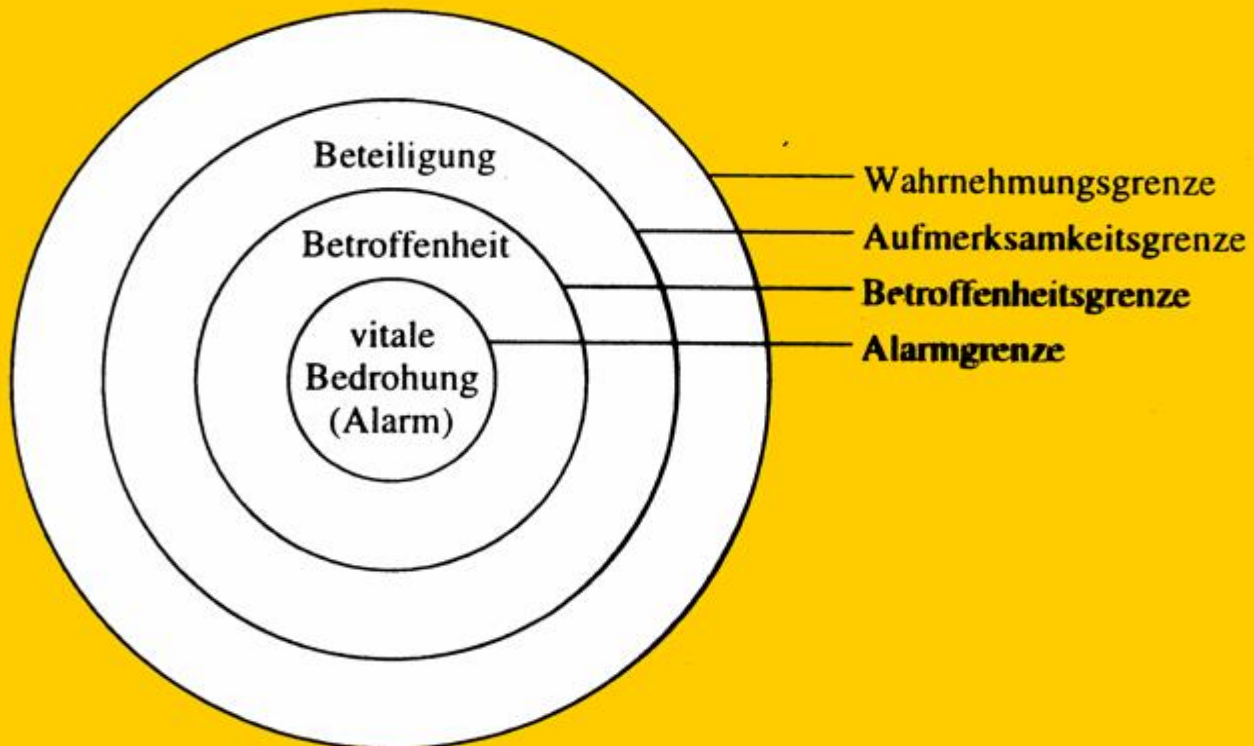 Beteiligung
Betroffenheit
vitale
Bedrohung
(Alarm)
Wahrnehmungsgrenze
Aufmerksamkeitsgrenze
Betroffenheitsgrenze
Alarmgrenze